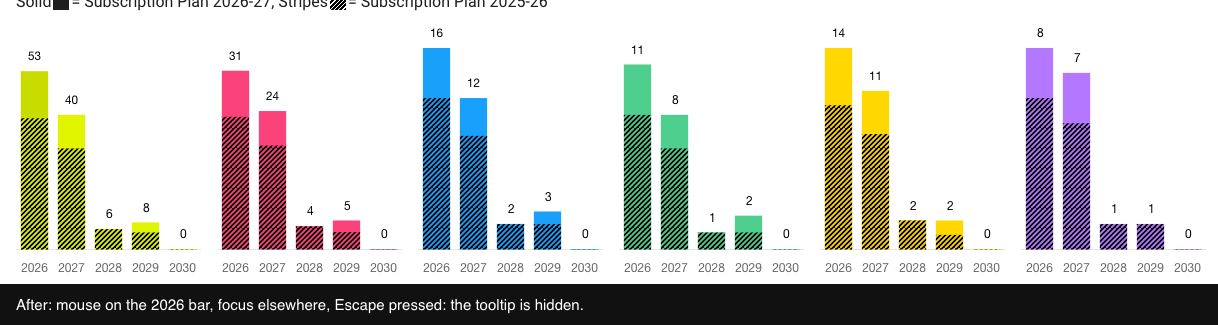 Solid = Subscription Plan 2026-27, Stripes = Subscription Plan 2025-26
53 40 6 8 0
31 24 4 5 0
16 12 2 3 0
11 8 1 2 0
14 11 2 2 0
8 7 1 1 0
2026 2027 2028 2029 2030 2026 2027 2028 2029 2030 2026 2027 2028 2029 2030 2026 2027 2028 2029 2030 2026 2027 2028 2029 2030 2026 2027 2028 2029 2030
After: mouse on the 2026 bar, focus elsewhere, Escape pressed: the tooltip is hidden.